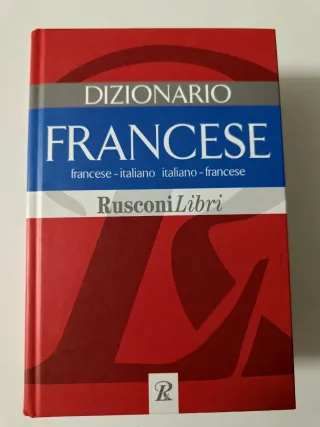 DIZIONARIO
FRANCESE
francese - italiano italiano - francese
RusconiLibri